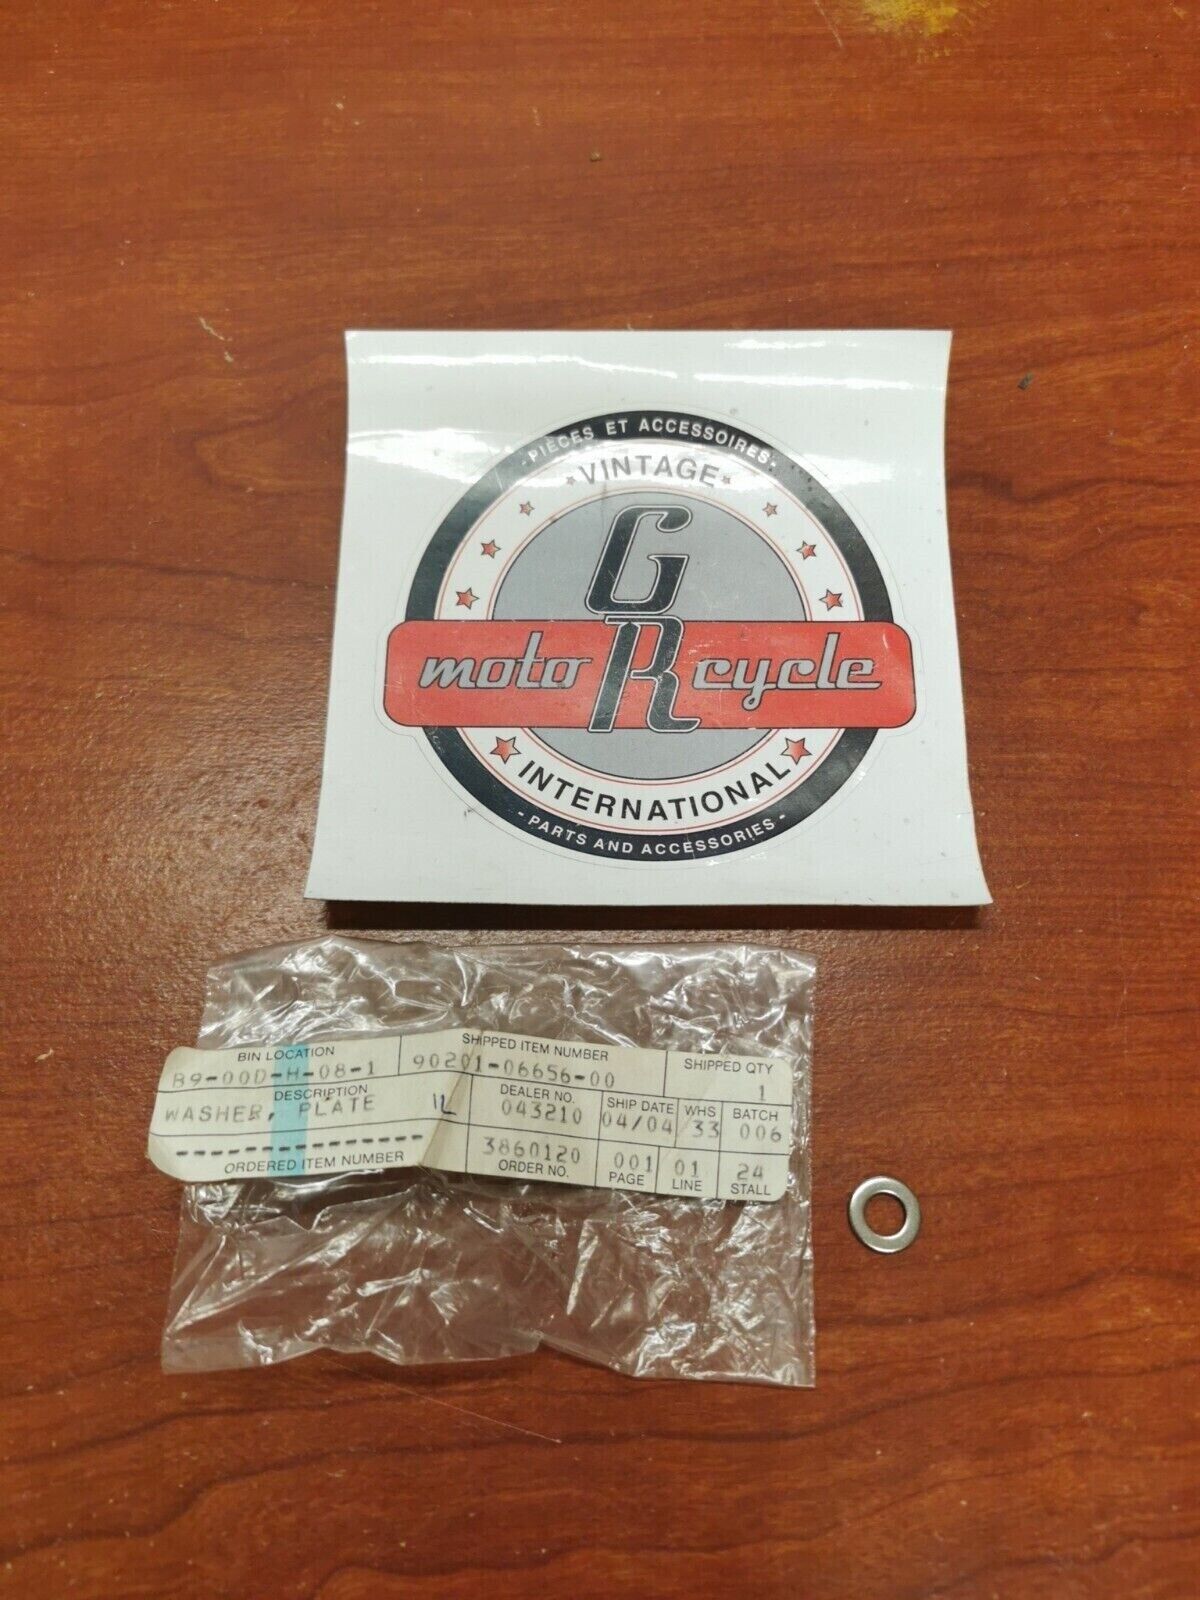 - PIÈCES ET ACCESSOIRES -
VINTAGE
G
moto R cycle
INTERNATIONAL
- PARTS AND ACCESSORIES -
BIN LOCATION SHIPPED ITEM NUMBER SHIPPED QTY
B9-00D-H-08-1 90201-06656-00 1
DESCRIPTION DEALER NO. SHIP DATE WHS BATCH
WASHER, PLATE IL 043210 04/04 33 006
---------------
3860120 001 01 24
ORDERED ITEM NUMBER ORDER NO. PAGE LINE STALL